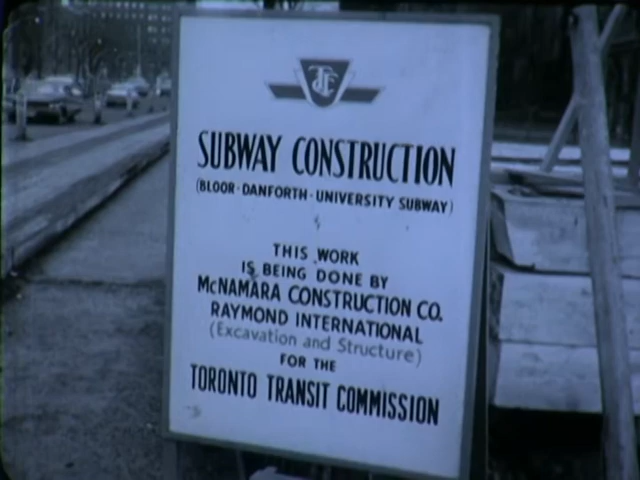 TTC
SUBWAY CONSTRUCTION
(BLOOR - DANFORTH - UNIVERSITY SUBWAY)
THIS WORK
IS BEING DONE BY
McNAMARA CONSTRUCTION CO.
RAYMOND INTERNATIONAL
(Excavation and Structure)
FOR THE
TORONTO TRANSIT COMMISSION